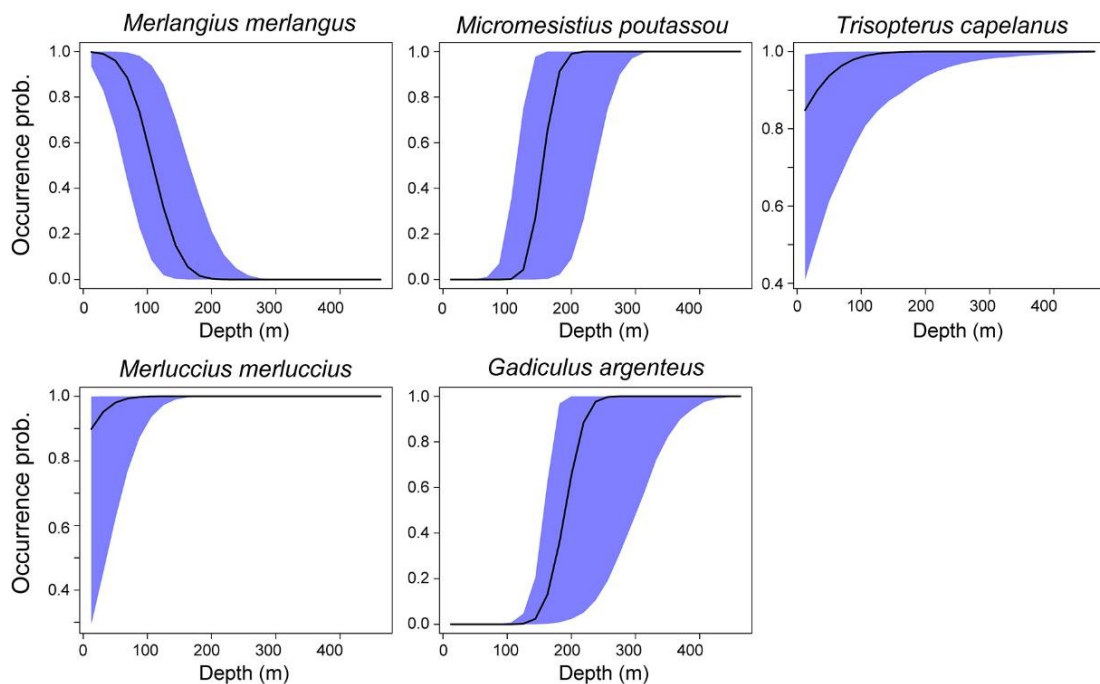 Merlangius merlangus
Occurrence prob.
1.0
0.8
0.6
0.4
0.2
0.0
0 100 200 300 400
Depth (m)
Micromesistius poutassou
1.0
0.8
0.6
0.4
0.2
0.0
0 100 200 300 400
Depth (m)
Trisopterus capelanus
1.0
0.8
0.6
0.4
0 100 200 300 400
Depth (m)
Merluccius merluccius
Occurrence prob.
1.0
0.8
0.6
0.4
0 100 200 300 400
Depth (m)
Gadiculus argenteus
1.0
0.8
0.6
0.4
0.2
0.0
0 100 200 300 400
Depth (m)